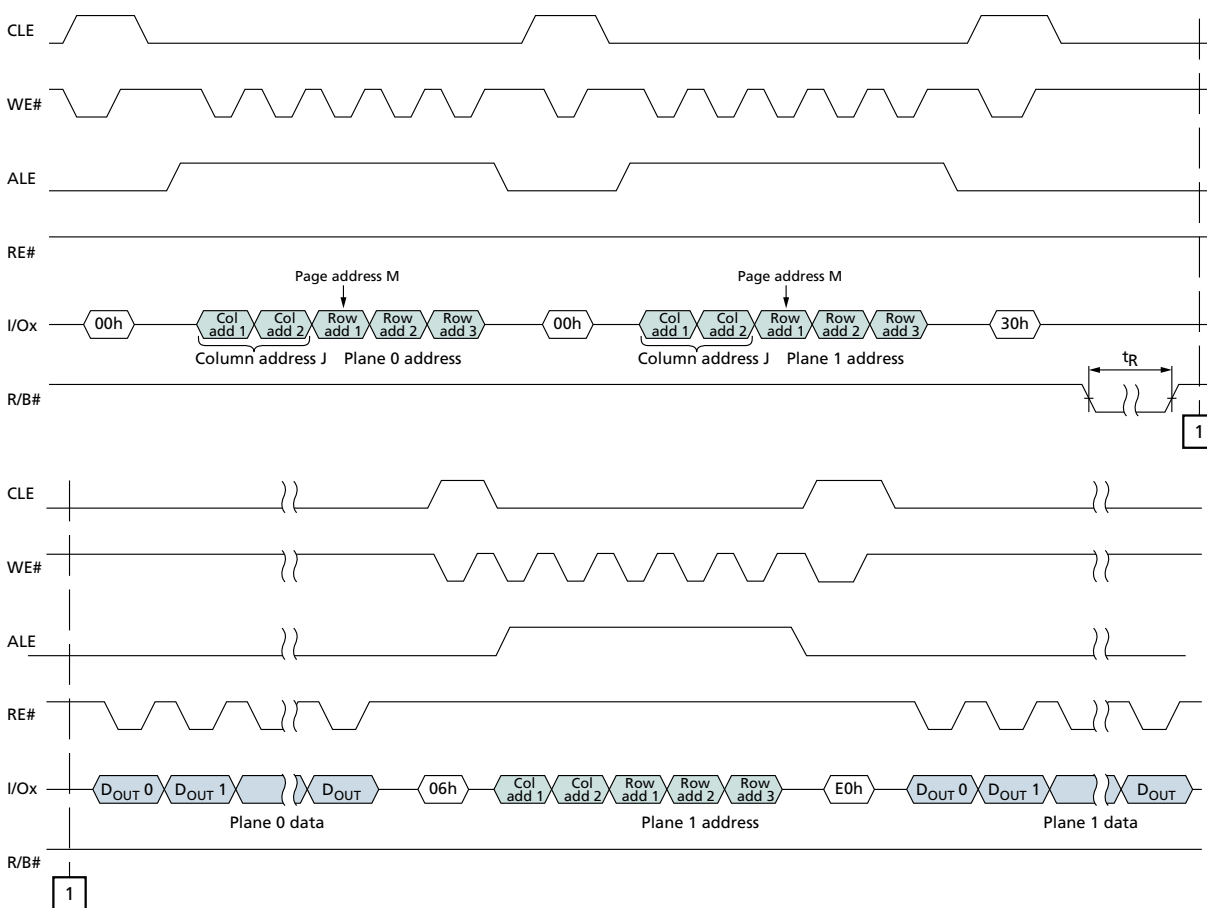 CLE
WE#
ALE
RE#
Page address M Page address M
I/Ox 00h Col add 1 Col add 2 Row add 1 Row add 2 Row add 3 00h Col add 1 Col add 2 Row add 1 Row add 2 Row add 3 30h
Column address J Plane 0 address Column address J Plane 1 address
tR
R/B#
1
CLE
WE#
ALE
RE#
I/Ox DOUT 0 DOUT 1 DOUT 06h Col add 1 Col add 2 Row add 1 Row add 2 Row add 3 E0h DOUT 0 DOUT 1 DOUT
Plane 0 data Plane 1 address Plane 1 data
R/B#
1